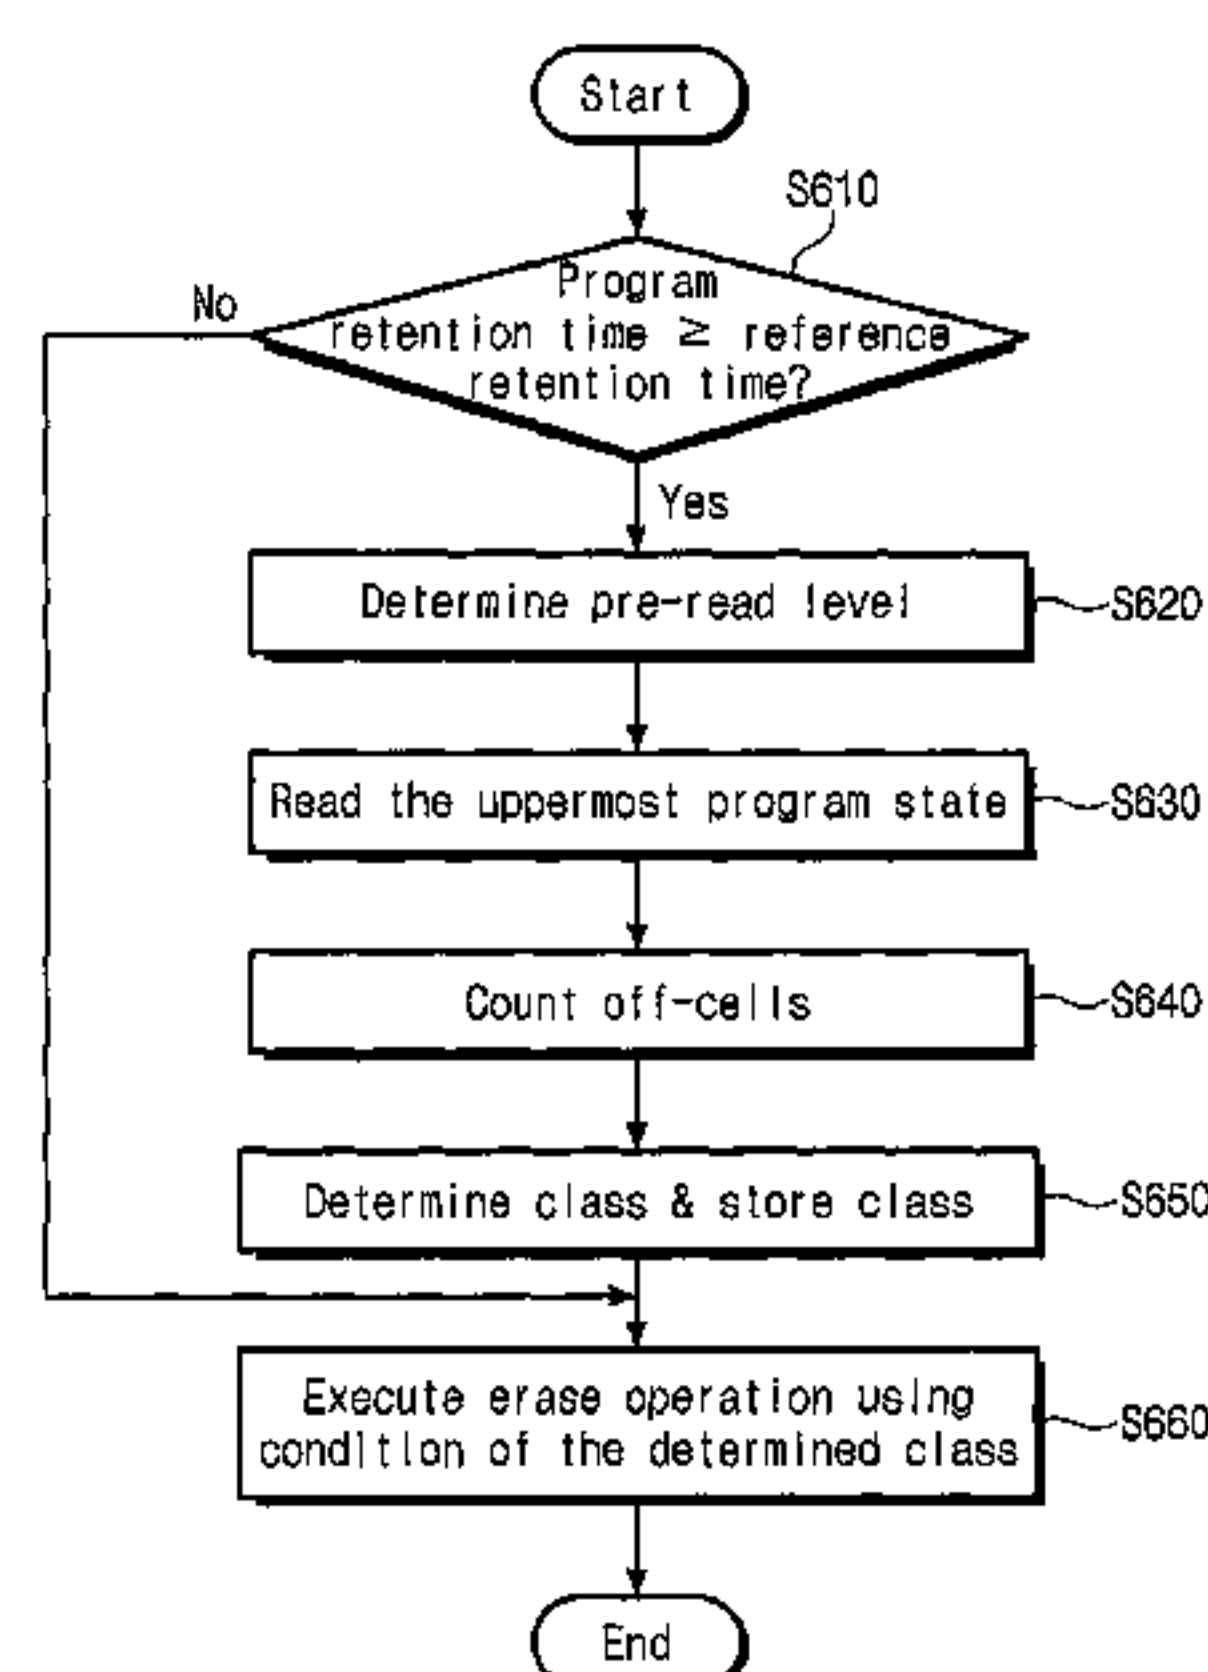 Start
S610
Program
No
retention time ≥ reference
retention time?
Yes
Determine pre-read level
S620
Read the uppermost program state
S630
Count off-cells
S640
Determine class & store class
S650
Execute erase operation using
condition of the determined class
S660
End